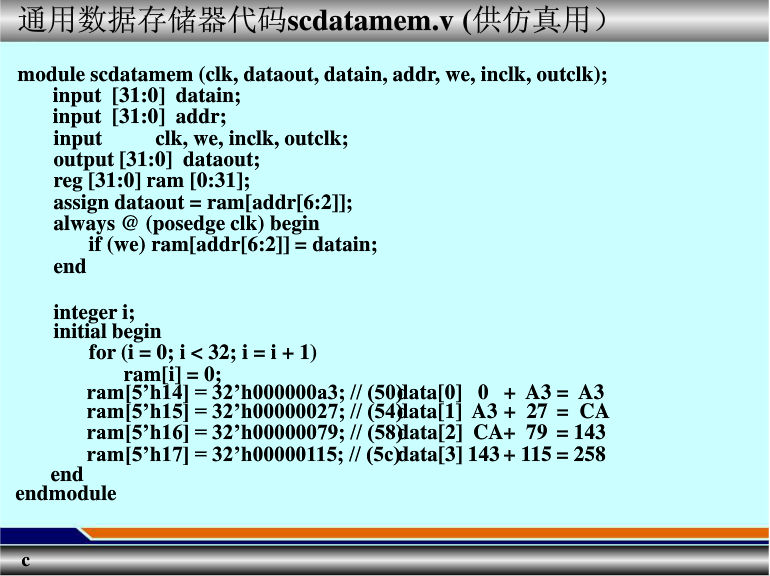 通用数据存储器代码scdatamem.v (供仿真用）
module scdatamem (clk, dataout, datain, addr, we, inclk, outclk);
input [31:0] datain;
input [31:0] addr;
input clk, we, inclk, outclk;
output [31:0] dataout;
reg [31:0] ram [0:31];
assign dataout = ram[addr[6:2]];
always @ (posedge clk) begin
if (we) ram[addr[6:2]] = datain;
end
integer i;
initial begin
for (i = 0; i < 32; i = i + 1)
ram[i] = 0;
ram[5’h14] = 32’h000000a3; // (50)data[0] 0 + A3 = A3
ram[5’h15] = 32’h00000027; // (54)data[1] A3 + 27 = CA
ram[5’h16] = 32’h00000079; // (58)data[2] CA+ 79 = 143
ram[5’h17] = 32’h00000115; // (5c)data[3] 143 + 115 = 258
end
endmodule
c